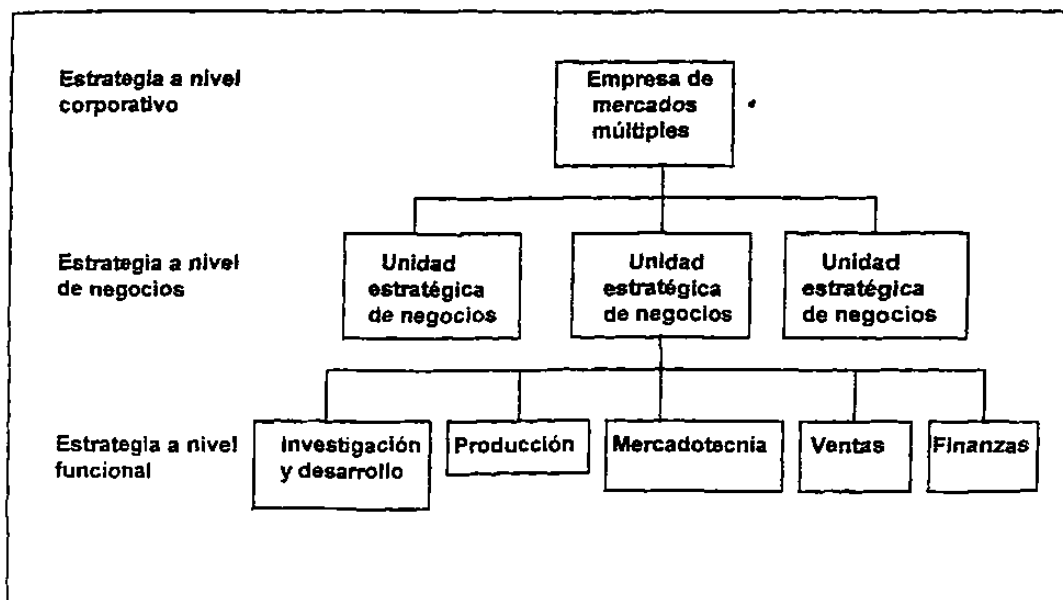 Estrategia a nivel
corporativo
Empresa de
mercados
múltiples
Estrategia a nivel
de negocios
Unidad
estratégica
de negocios
Unidad
estratégica
de negocios
Unidad
estratégica
de negocios
Estrategia a nivel
funcional
Investigación
y desarrollo
Producción
Mercadotecnia
Ventas
Finanzas